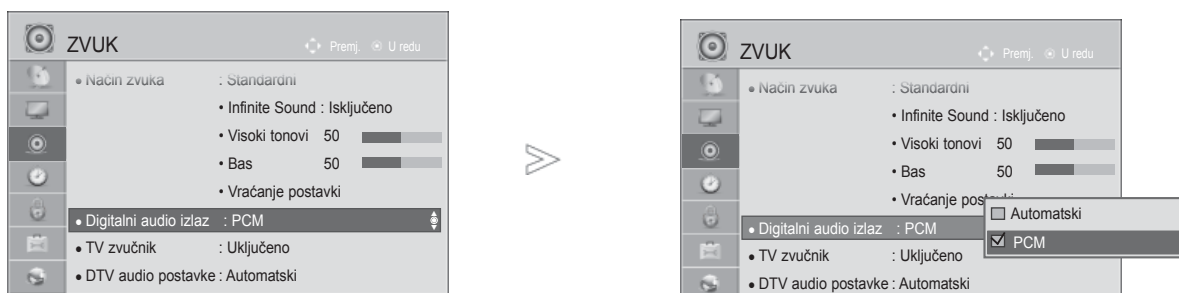 ZVUK
Premj. U redu
• Način zvuka : Standardni
• Infinite Sound : Isključeno
• Visoki tonovi 50
• Bas 50
• Vraćanje postavki
• Digitalni audio izlaz : PCM
• TV zvučnik : Uključeno
• DTV audio postavke : Automatski
ZVUK
Premj. U redu
• Način zvuka : Standardni
• Infinite Sound : Isključeno
• Visoki tonovi 50
• Bas 50
• Vraćanje
• Digitalni audio izlaz : PCM
• TV zvučnik : Uključeno
• DTV audio postavke : Automatski
Automatski
PCM